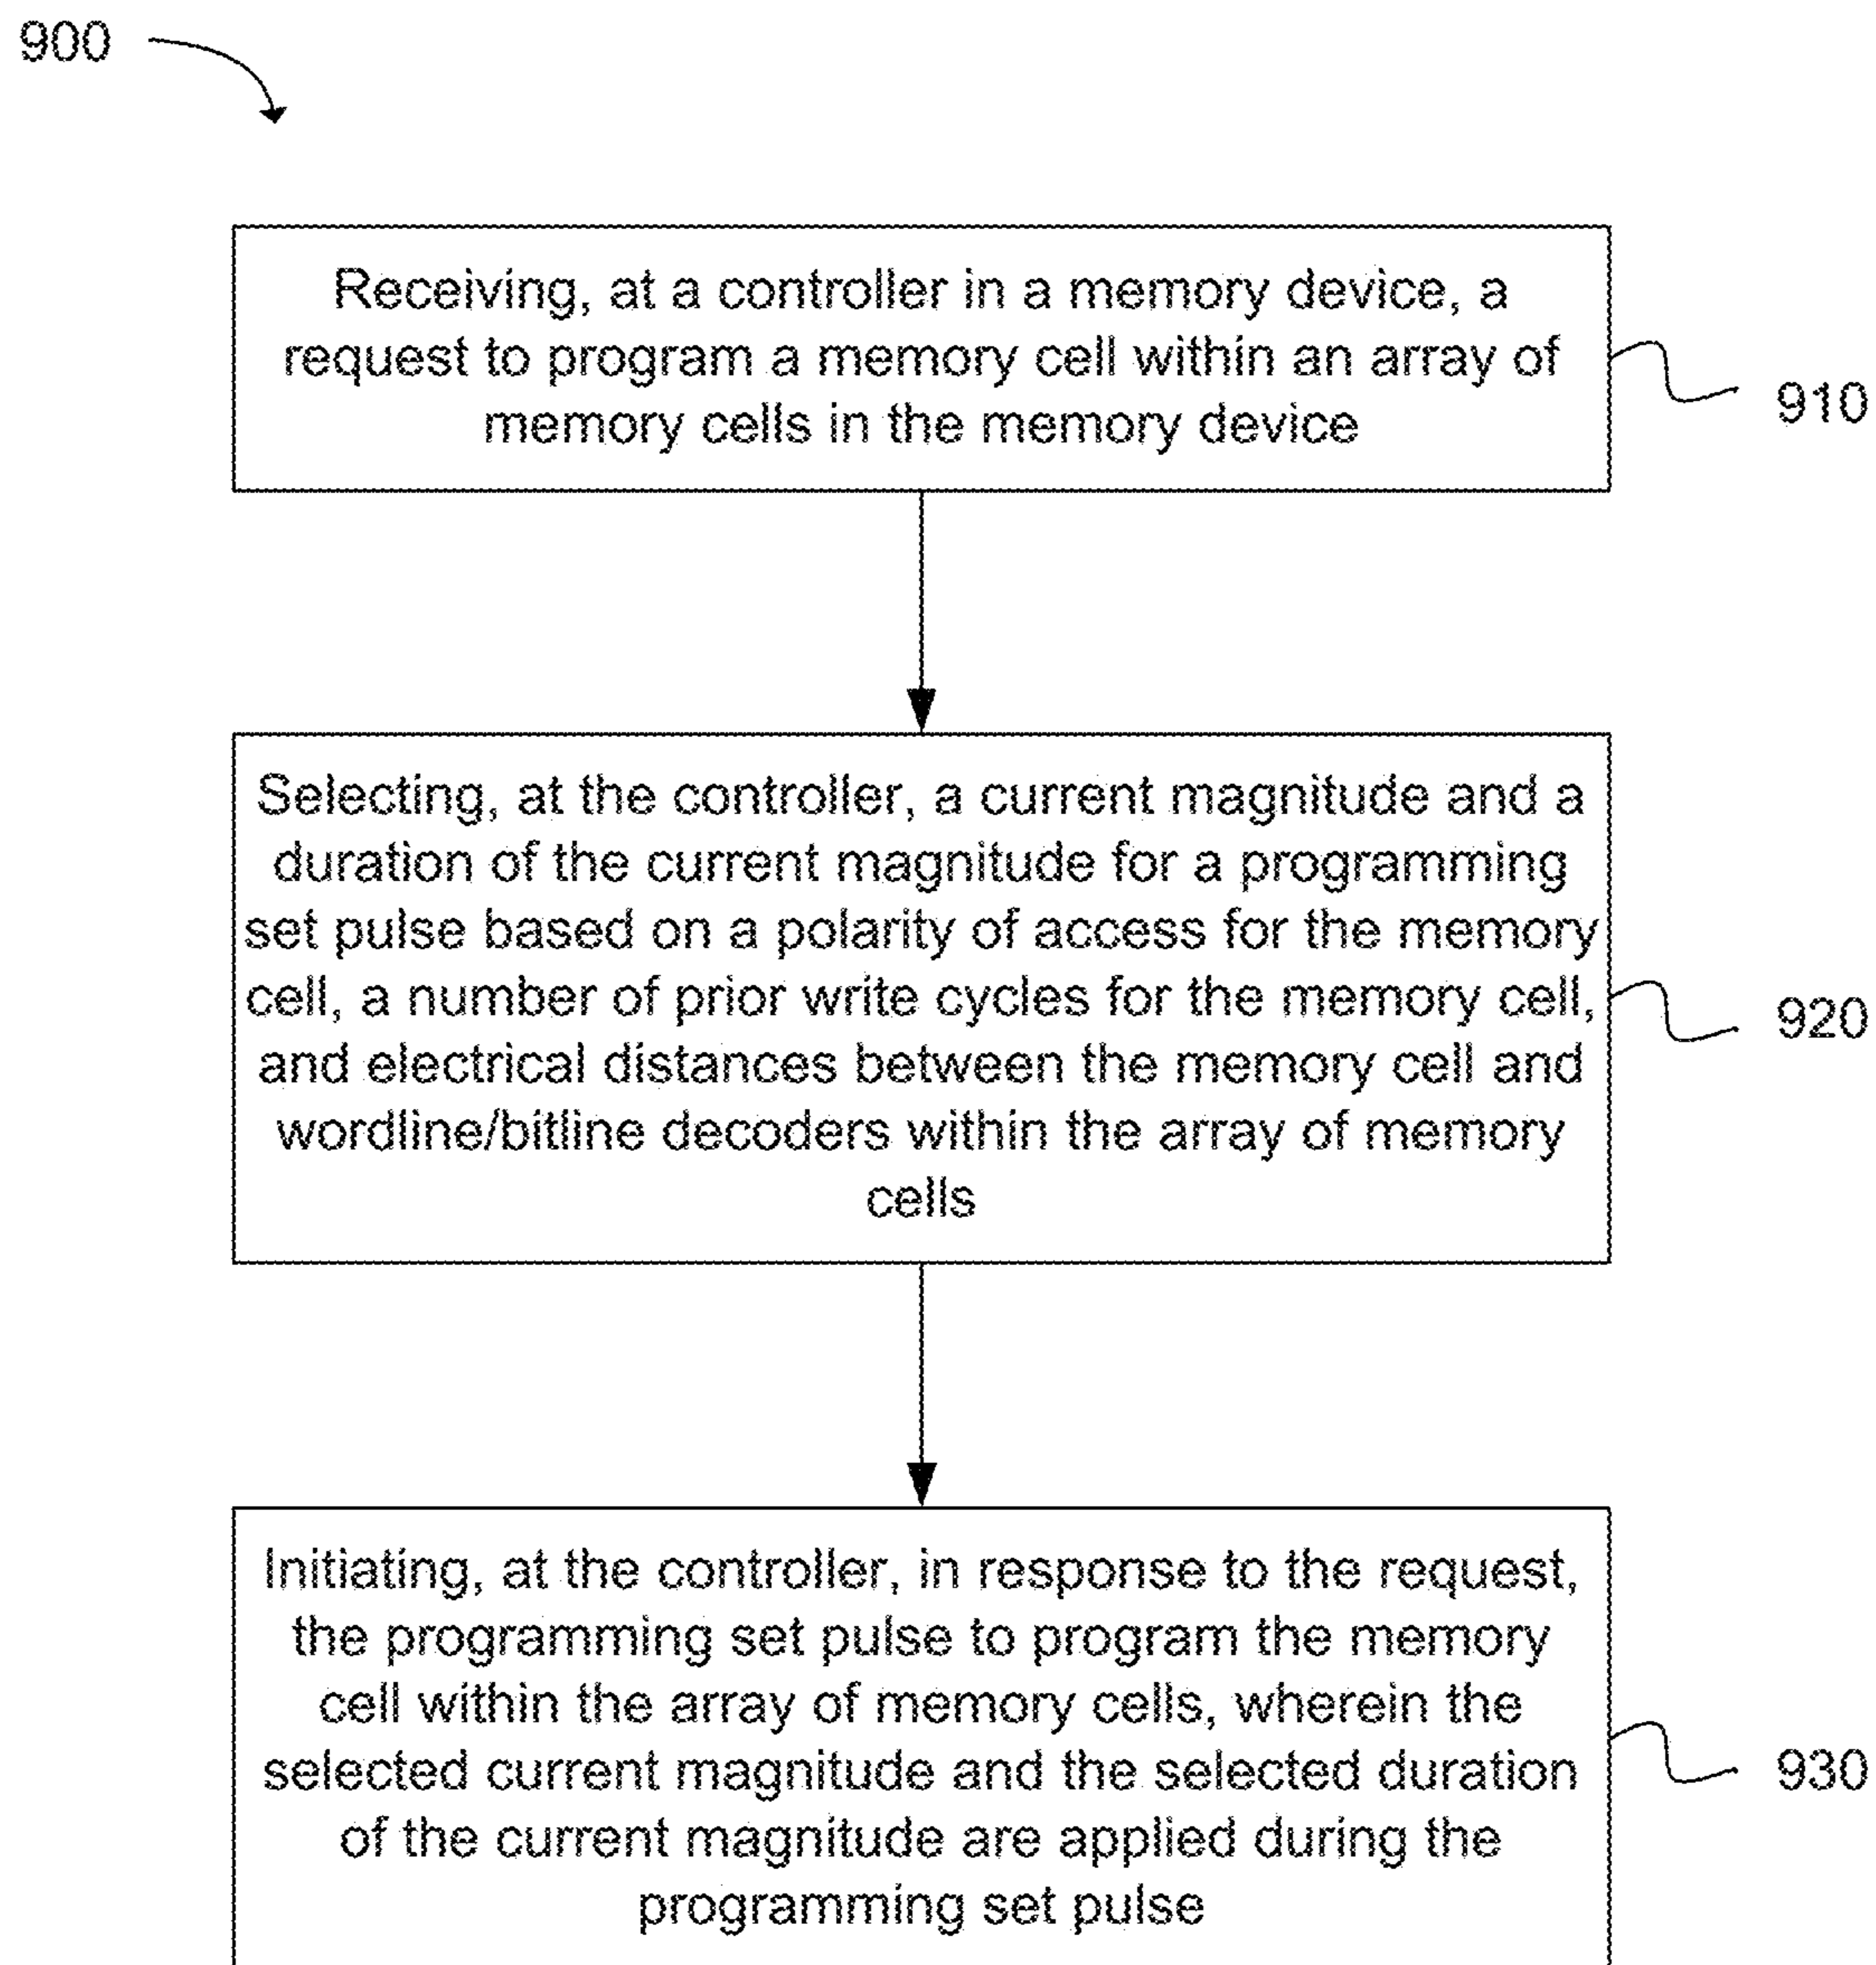 900
Receiving, at a controller in a memory device, a
request to program a memory cell within an array of
memory cells in the memory device
910
Selecting, at the controller, a current magnitude and a
duration of the current magnitude for a programming
set pulse based on a polarity of access for the memory
cell, a number of prior write cycles for the memory cell,
and electrical distances between the memory cell and
wordline/bitline decoders within the array of memory
cells
920
Initiating, at the controller, in response to the request,
the programming set pulse to program the memory
cell within the array of memory cells, wherein the
selected current magnitude and the selected duration
of the current magnitude are applied during the
programming set pulse
930